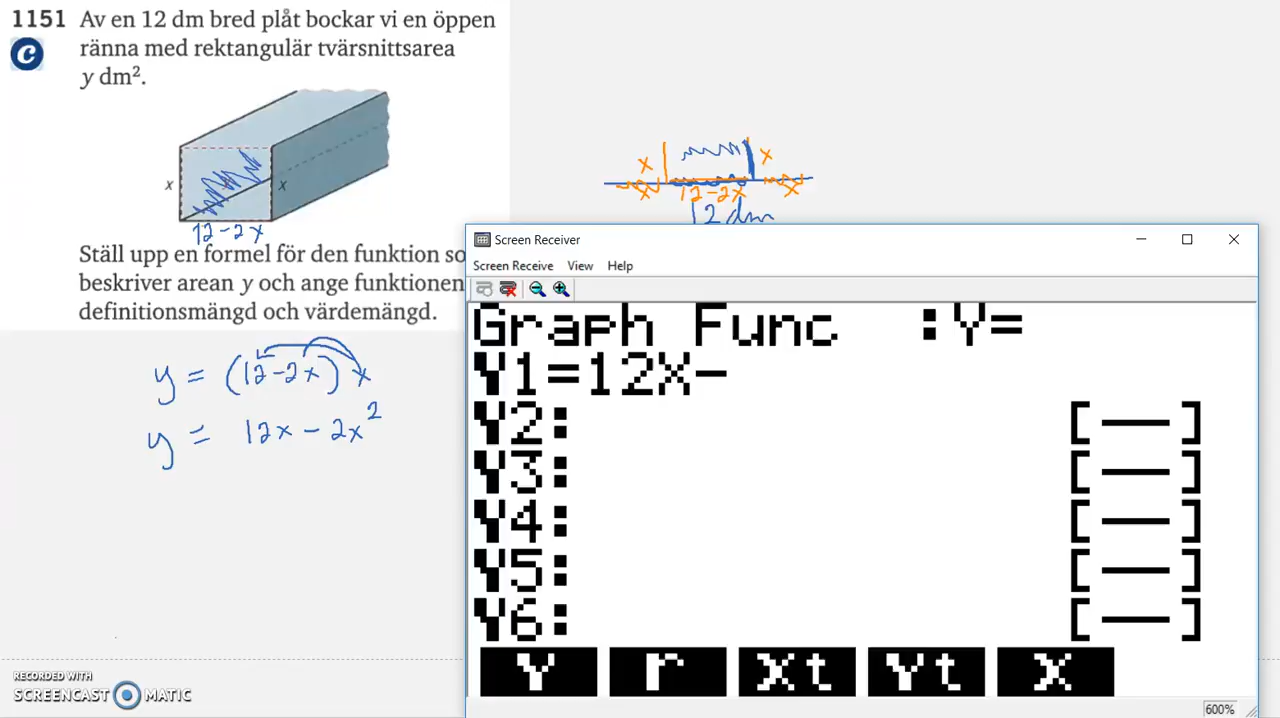 1151 Av en 12 dm bred plåt bockar vi en öppen
C ränna med rektangulär tvärsnittsarea
y dm².
x
x
12-2x
x
x
x
12-2x
x
12 dm
Ställ upp en formel för den funktion so
beskriver arean y och ange funktionen
definitionsmängd och värdemängd.
y = (12-2x) x
y = 12x - 2x²
Screen Receiver
Screen Receive View Help
Graph Func :Y=
Y1=12X-
Y2: [—]
Y3: [—]
Y4: [—]
Y5: [—]
Y6: [—]
Y r Xt Yt X
600%
RECORDED WITH
SCREENCAST MATIC